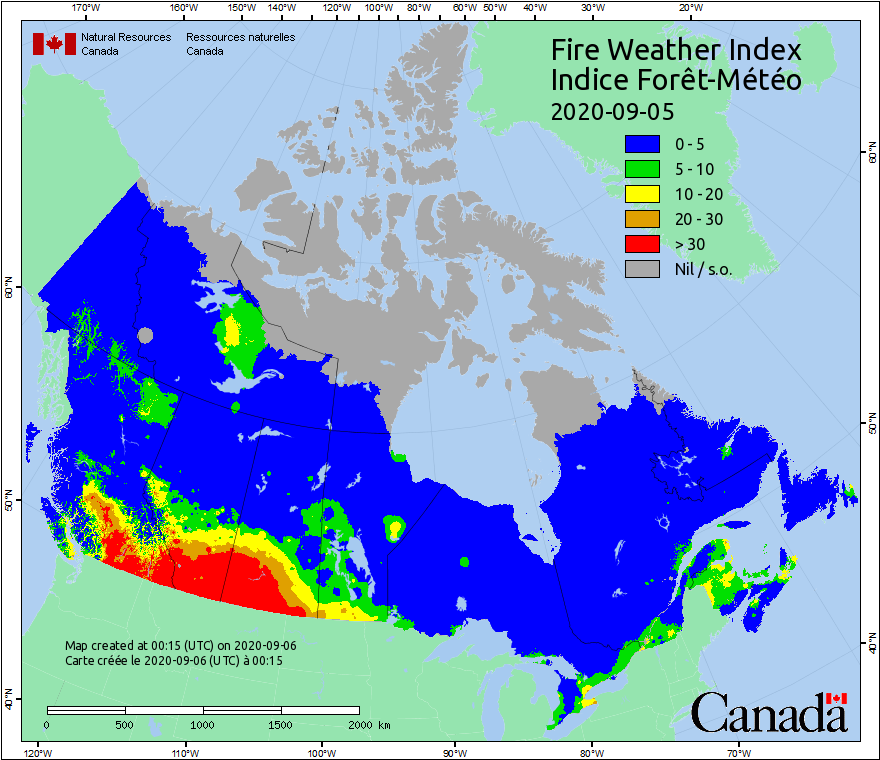 170°W 160°W 150°W 140°W 130°W 120°W 110°W 100°W 90°W 80°W 70°W 60°W 50°W 40°W 30°W 20°W
Natural Resources Ressources naturelles
Canada Canada
Fire Weather Index
Indice Forêt-Météo
2020-09-05
0 - 5
5 - 10
10 - 20
20 - 30
> 30
Nil / s.o.
60°N
60°N
50°N
50°N
40°N
40°N
Map created at 00:15 (UTC) on 2020-09-06
Carte créée le 2020-09-06 (UTC) à 00:15
0 500 1000 1500 2000 km
Canada
120°W 110°W 100°W 90°W 80°W 70°W